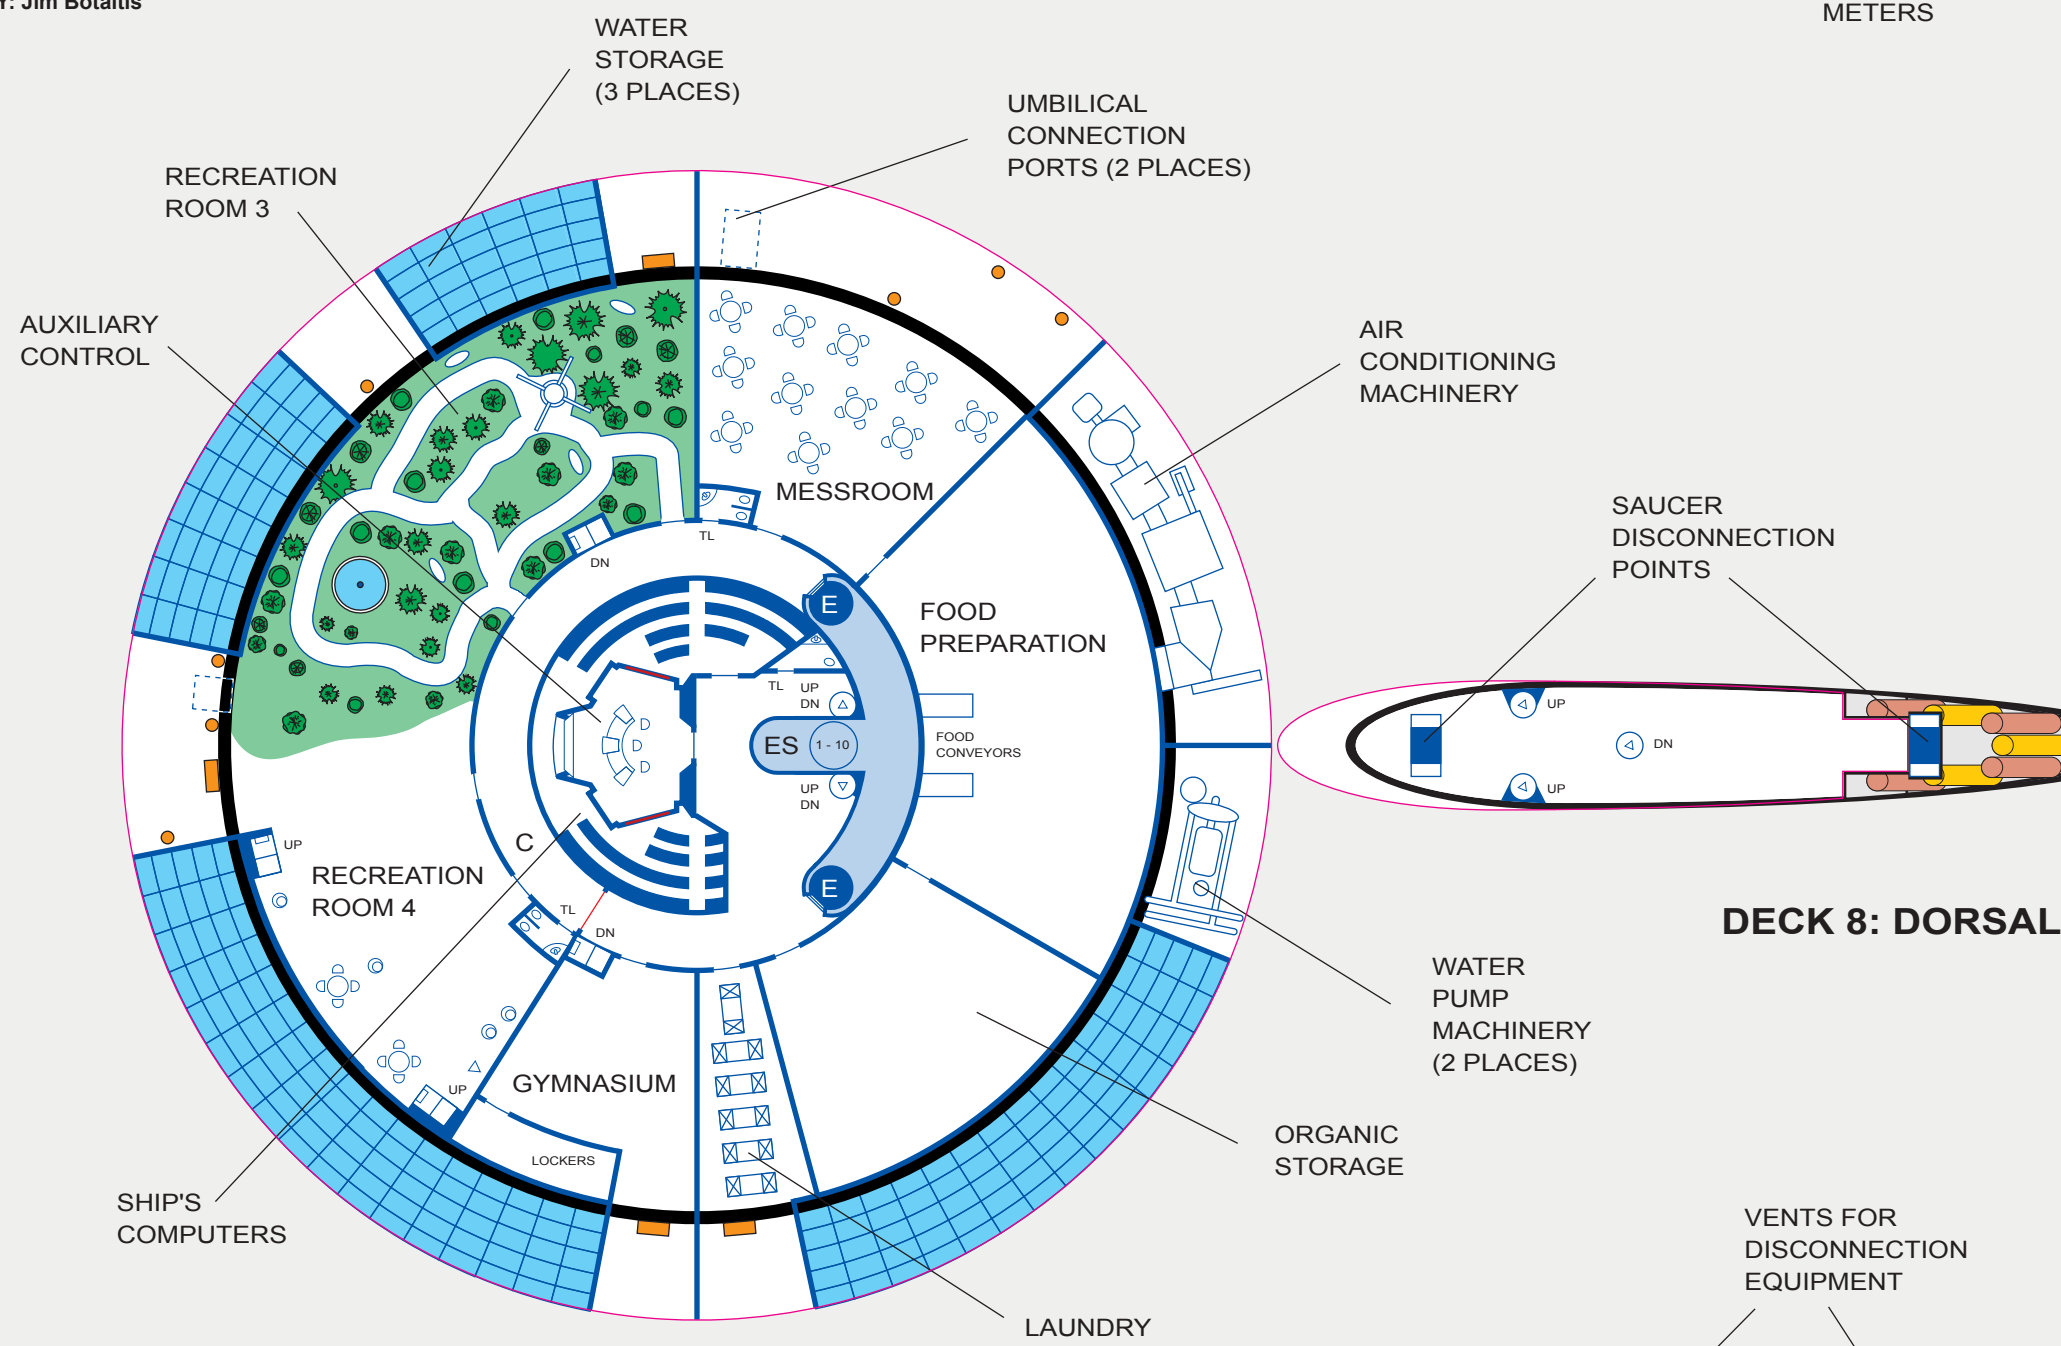 Y: Jim Botaitis
METERS
WATER
STORAGE
(3 PLACES)
UMBILICAL
CONNECTION
PORTS (2 PLACES)
RECREATION
ROOM 3
AUXILIARY
CONTROL
AIR
CONDITIONING
MACHINERY
MESSROOM
TL
DN
SAUCER
DISCONNECTION
POINTS
E
FOOD
PREPARATION
TL
UP
DN
ES
1 - 10
FOOD
CONVEYORS
UP
DN
UP
DN
UP
C
UP
RECREATION
ROOM 4
E
TL
DN
DECK 8: DORSAL
WATER
PUMP
MACHINERY
(2 PLACES)
UP
GYMNASIUM
LOCKERS
ORGANIC
STORAGE
SHIP'S
COMPUTERS
VENTS FOR
DISCONNECTION
EQUIPMENT
LAUNDRY